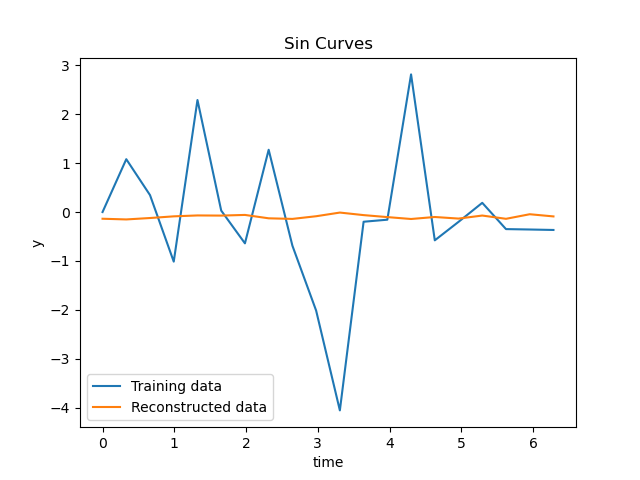 Sin Curves
3
2
1
0
−1
−2
−3
−4
y
Training data
Reconstructed data
0 1 2 3 4 5 6
time